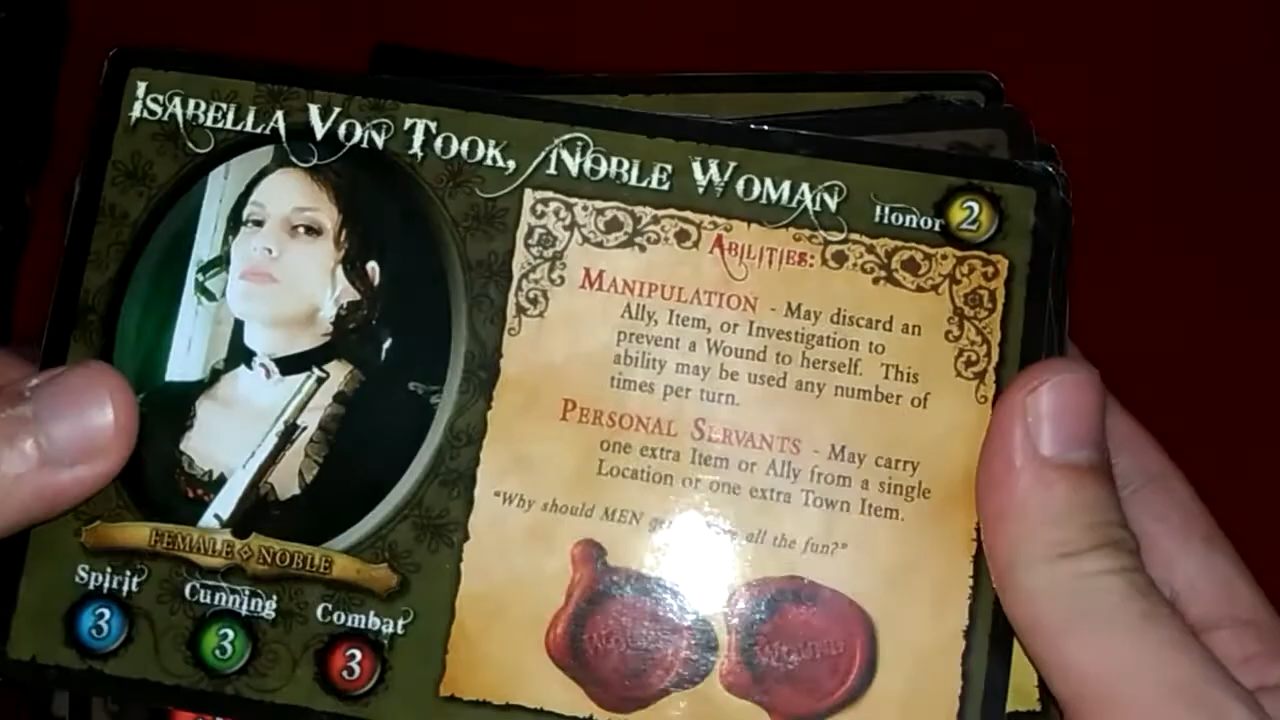 Isabella Von Took, Noble Woman
Honor 2
Abilities:
Manipulation - May discard an
Ally, Item, or Investigation to
prevent a Wound to herself. This
ability may be used any number of
times per turn.
Personal Servants - May carry
one extra Item or Ally from a single
Location or one extra Town Item.
"Why should MEN all the fun?"
FEMALE NOBLE
Spirit Cunning Combat
3 3 3
WOUND WOUND